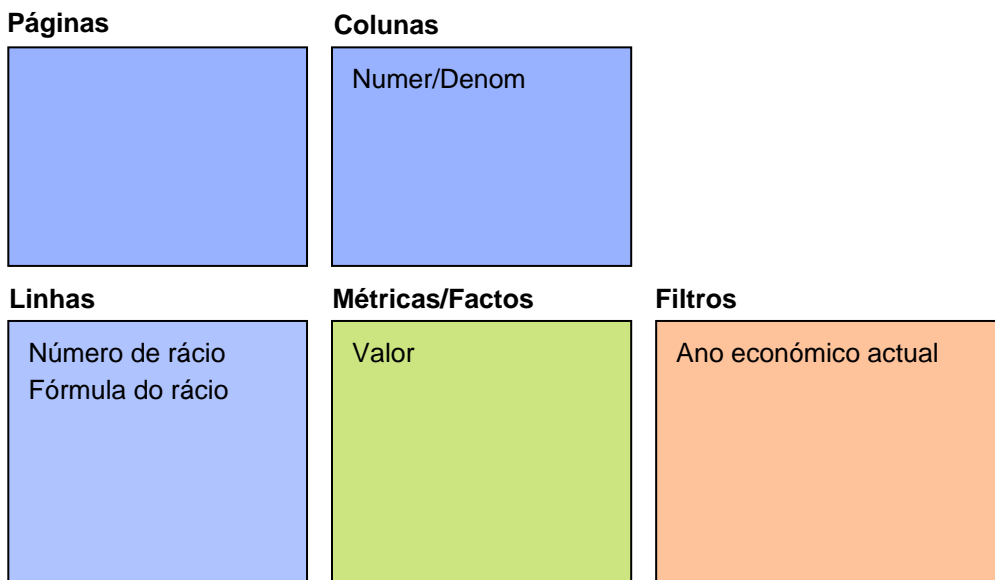 Páginas
Colunas
Numer/Denom
Linhas
Métricas/Factos
Filtros
Número de rácio
Fórmula do rácio
Valor
Ano económico actual